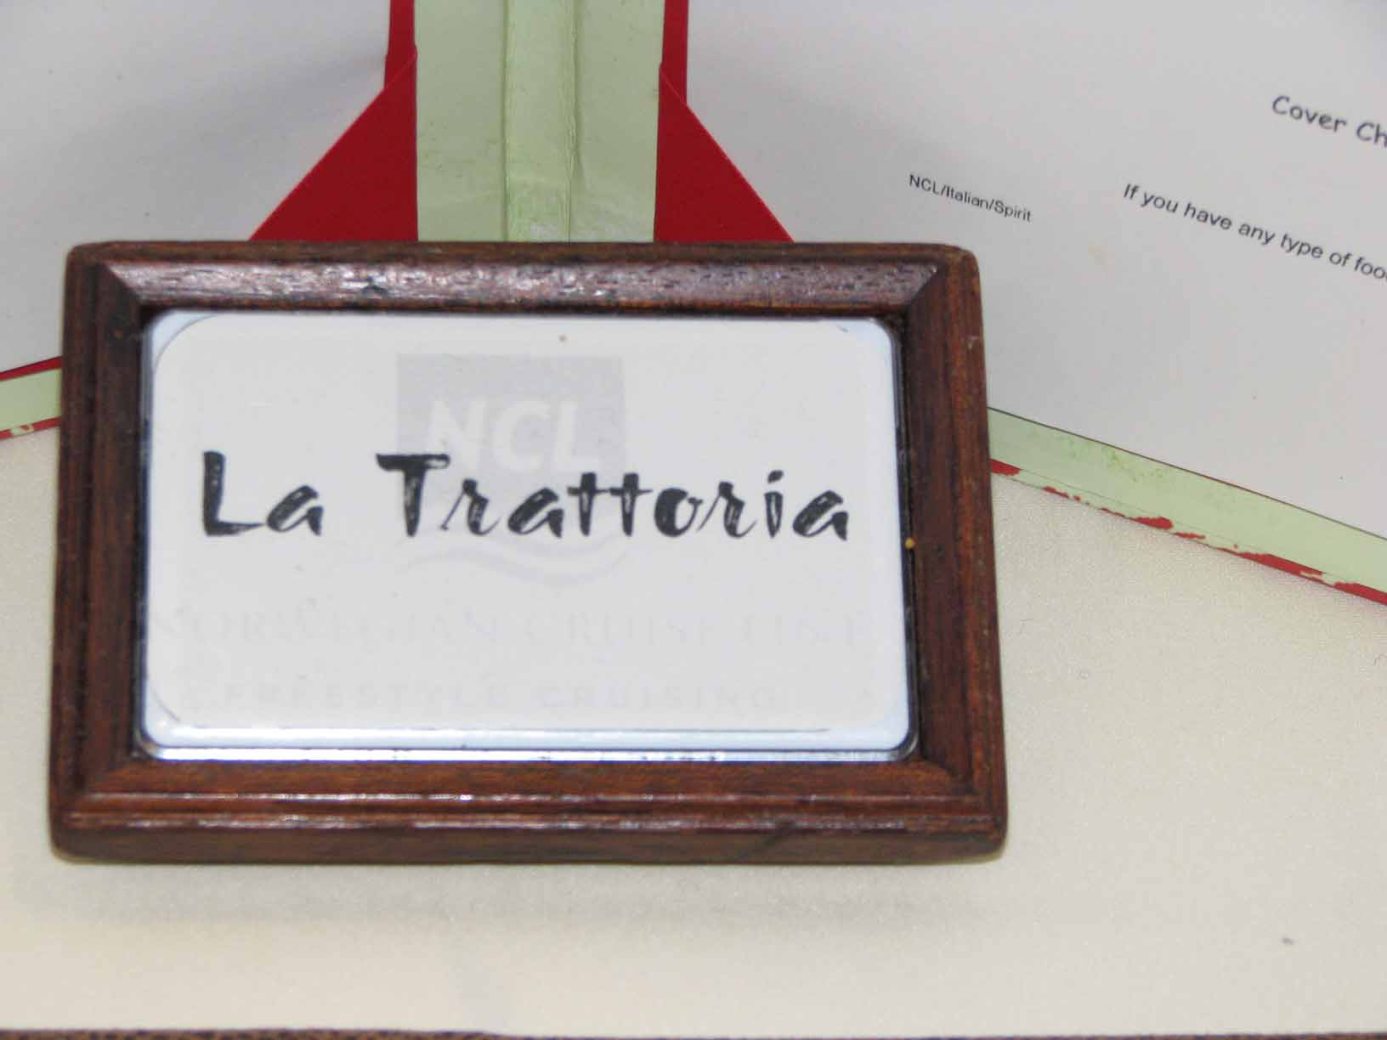 Cover Ch
NCL/Italian/Spirit
If you have any type of foo
NCL
La Trattoria
NORWEGIAN CRUISE LINE
FREESTYLE CRUISING